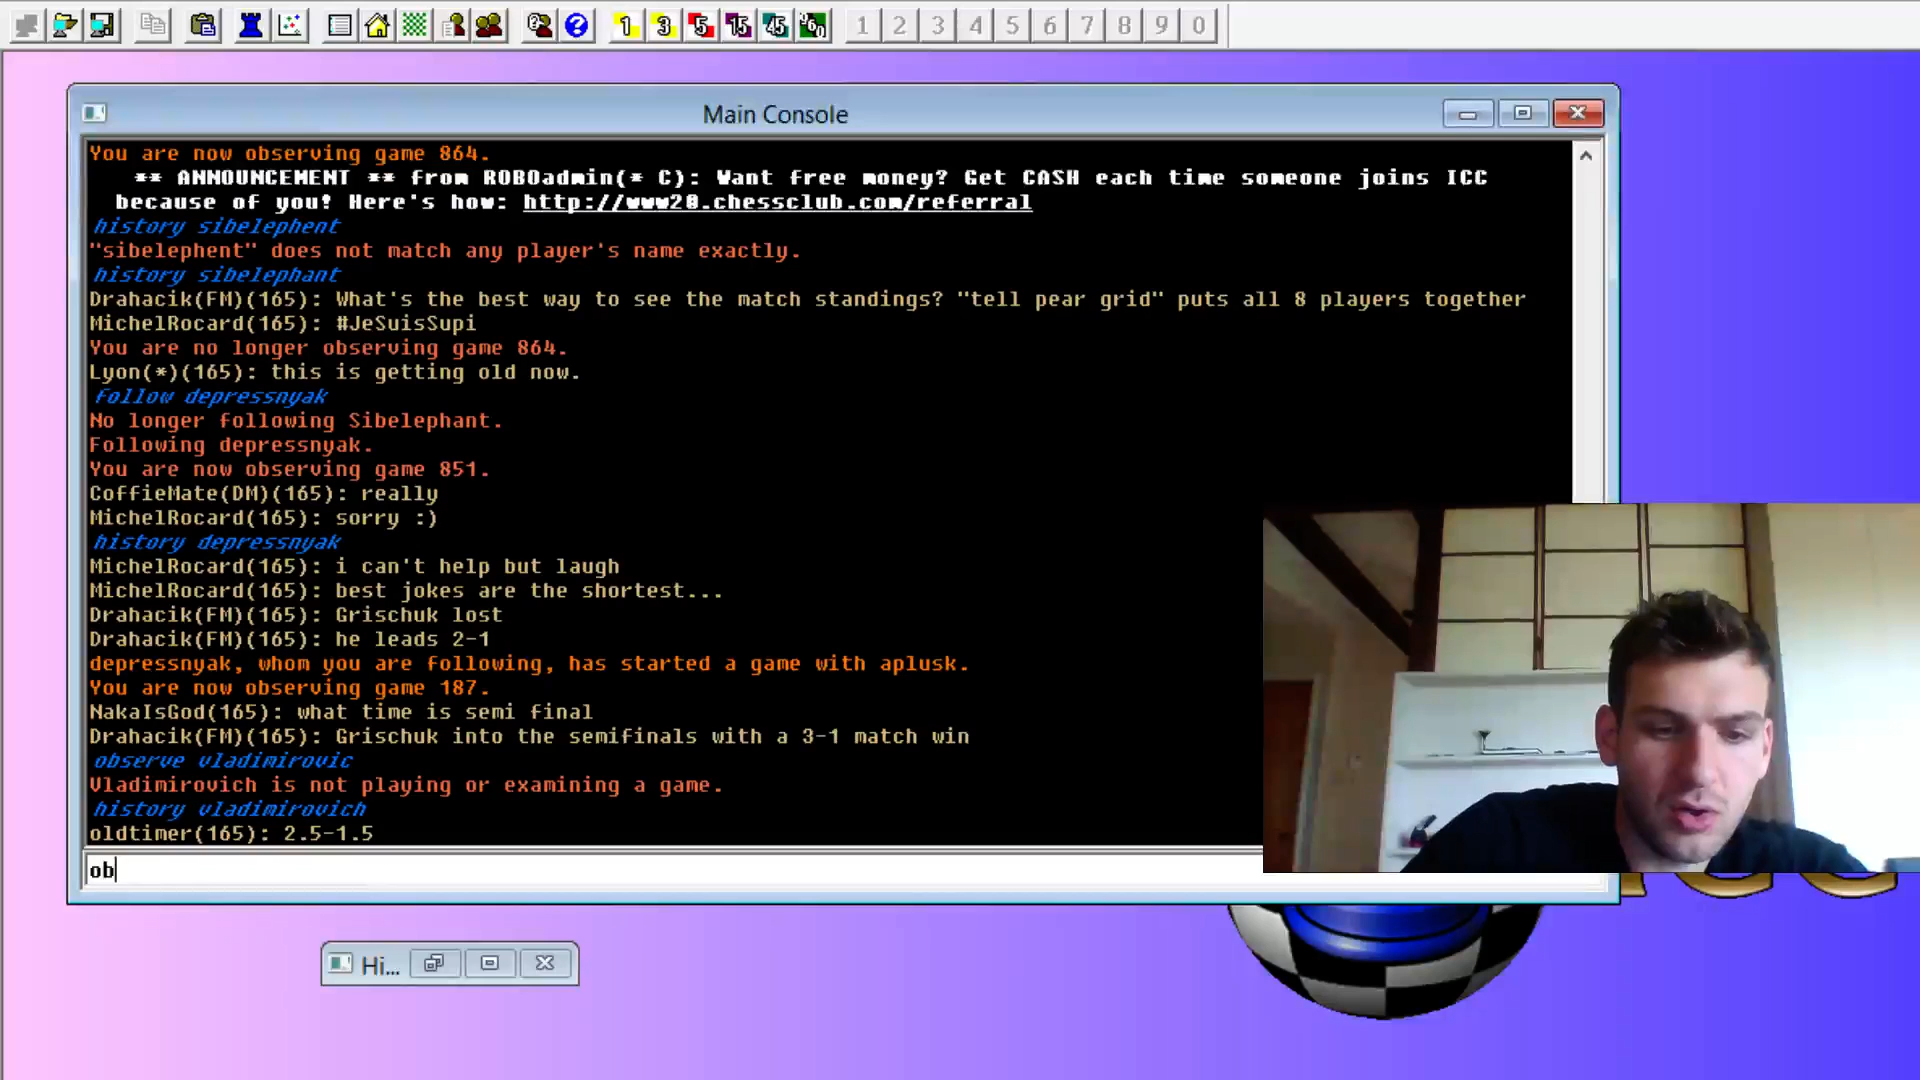 1 3 5 15 45 1 2 3 4 5 6 7 8 9 0
Main Console
You are now observing game 864.
** ANNOUNCEMENT ** from ROBOadmin(* C): Want free money? Get CASH each time someone joins ICC
because of you! Here's how: http://www20.chessclub.com/referral
history sibelephent
"sibelephent" does not match any player's name exactly.
history sibelephant
Drahacik(FM)(165): What's the best way to see the match standings? "tell pear grid" puts all 8 players together
MichelRocard(165): #JeSuisSupi
You are no longer observing game 864.
Lyon(*)(165): this is getting old now.
Follow depressnyak
No longer following Sibelephant.
Following depressnyak.
You are now observing game 851.
CoffieMate(DM)(165): really
MichelRocard(165): sorry :)
history depressnyak
MichelRocard(165): i can't help but laugh
MichelRocard(165): best jokes are the shortest...
Drahacik(FM)(165): Grischuk lost
Drahacik(FM)(165): he leads 2-1
depressnyak, whom you are following, has started a game with aplusk.
You are now observing game 187.
NakaIsGod(165): what time is semi final
Drahacik(FM)(165): Grischuk into the semifinals with a 3-1 match win
observe vladimirovic
Vladimirovich is not playing or examining a game.
history vladimirovich
oldtimer(165): 2.5-1.5
ob
Hi...